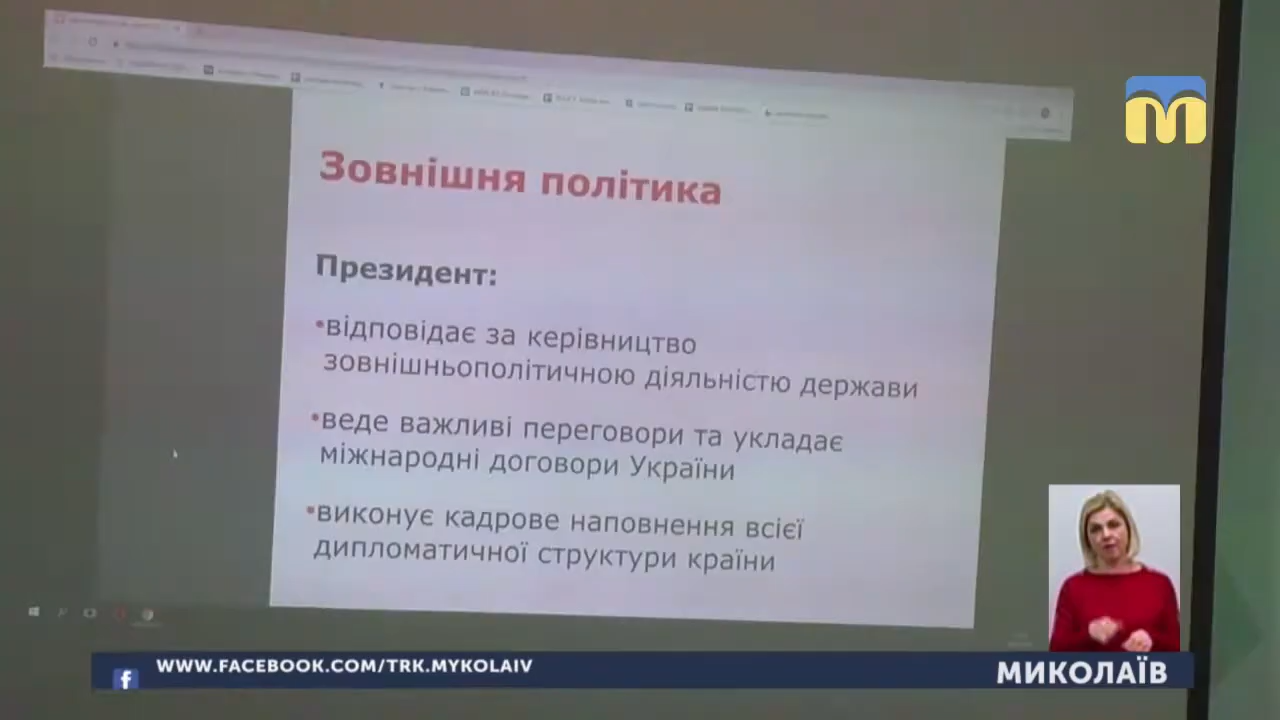 Зовнішня політика
Президент:
•відповідає за керівництво
зовнішньополітичною діяльністю держави
•веде важливі переговори та укладає
міжнародні договори України
•виконує кадрове наповнення всієї
дипломатичної структури країни
WWW.FACEBOOK.COM/TRK.MYKOLAIV
МИКОЛАЇВ